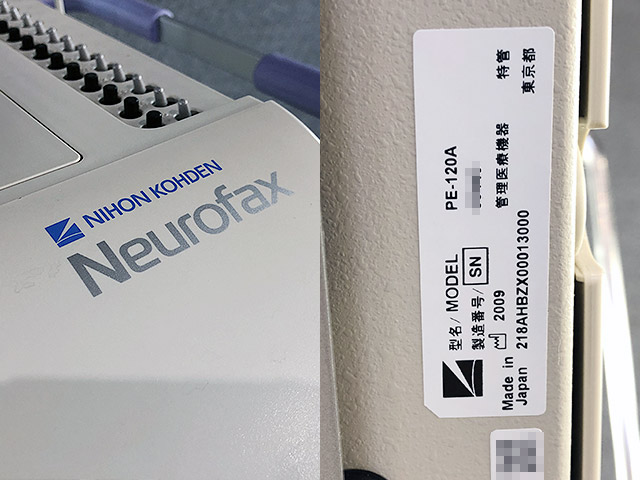 NIHON KOHDEN
Neurofax
型名/MODEL PE-120A
製造番号/SN
2009 管理医療機器 特管
Made in Japan 218AHBZX00013000 東京都